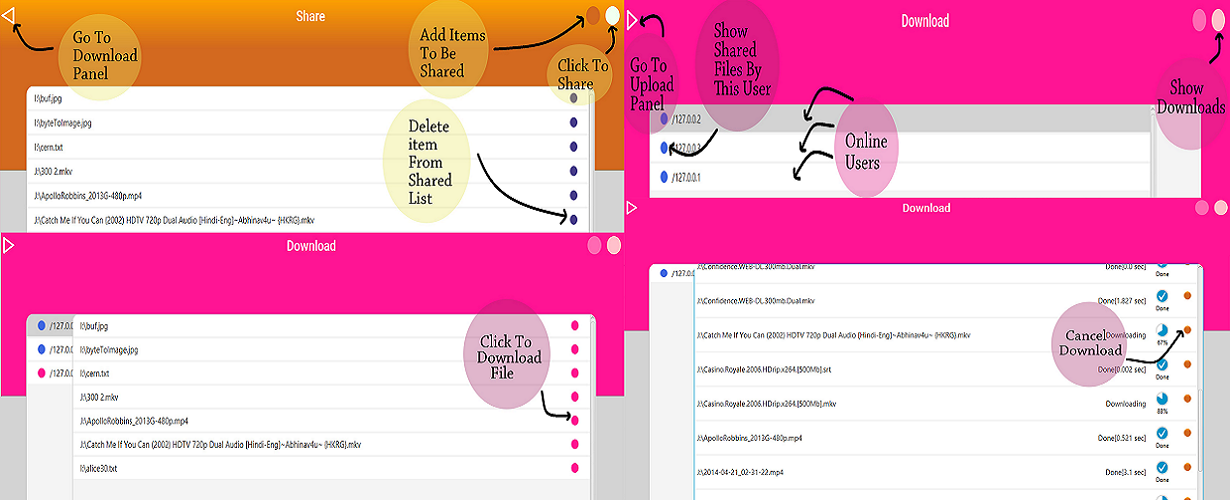 Share
Go To
Download
Panel
Add Items
To Be
Shared
Click To
Share
Delete
item
From
Shared
List
I:\buf.jpg
I:\byteToImage.jpg
I:\cern.txt
J:\300 2.mkv
J:\ApolloRobbins_2013G-480p.mp4
J:\Catch Me If You Can (2002) HDTV 720p Dual Audio [Hindi-Eng]~Abhinav4u~ {HKRG}.mkv
Download
Go To
Upload
Panel
Show
Shared
Files By
This User
Show
Downloads
Online
Users
/127.0.0.2
/127.0.0.3
/127.0.0.1
Download
Click To
Download
File
/127.0.0
/127.0.0
/127.0.0
I:\buf.jpg
I:\byteToImage.jpg
I:\cern.txt
J:\300 2.mkv
J:\ApolloRobbins_2013G-480p.mp4
J:\Catch Me If You Can (2002) HDTV 720p Dual Audio [Hindi-Eng]~Abhinav4u~ {HKRG}.mkv
I:\alice30.txt
Download
/127.0
J:\Confidence.WEB-DL.300mb.Dual.mkv Done[0.0 sec]
Done
J:\Confidence.WEB-DL.300mb.Dual.mkv Done[1.827 sec]
Done
J:\Catch Me If You Can (2002) HDTV 720p Dual Audio [Hindi-Eng]~Abhinav4u~ {HKRG}.mkv Downloading
67%
Cancel
Download
J:\Casino.Royale.2006.HDrip.x264.[500Mb].srt Done[0.002 sec]
Done
J:\Casino.Royale.2006.HDrip.x264.[500Mb].mkv Downloading
88%
J:\ApolloRobbins_2013G-480p.mp4 Done[0.521 sec]
Done
J:\2014-04-21_02-31-22.mp4 Done[3.1 sec]
Done